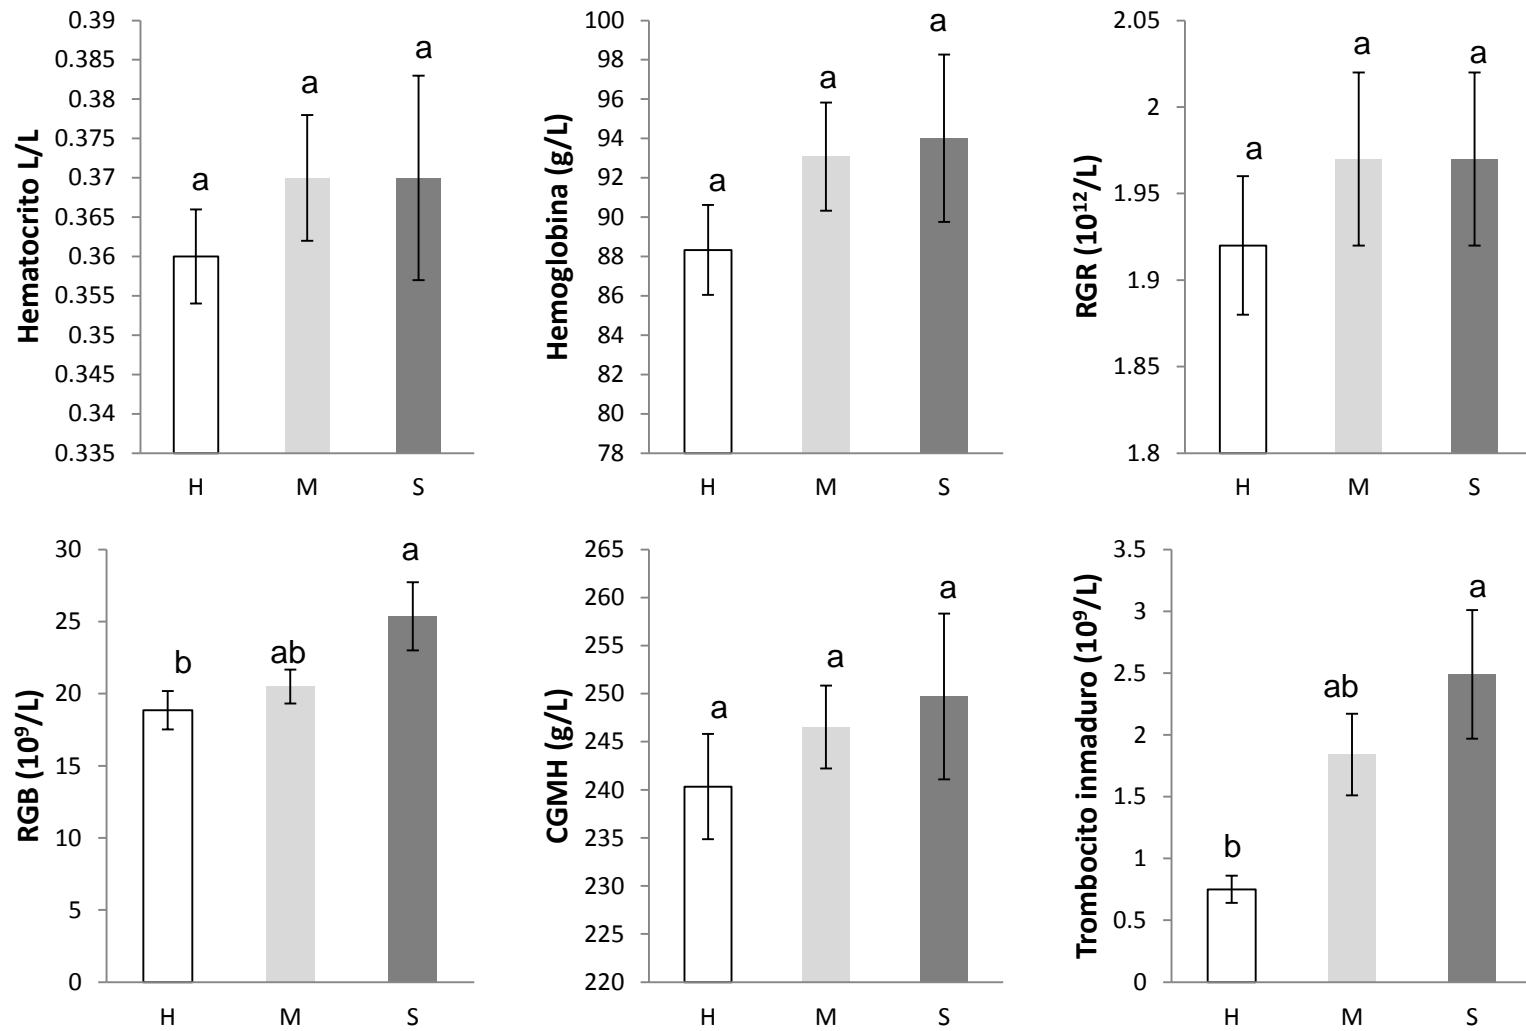 Hematocrito L/L
0.39
0.385
0.38
0.375
0.37
0.365
0.36
0.355
0.35
0.345
0.34
0.335
a
a
a
H M S
Hemoglobina (g/L)
100
98
96
94
92
90
88
86
84
82
80
78
a
a
a
H M S
RGR (10¹²/L)
2.05
2
1.95
1.9
1.85
1.8
a
a
a
H M S
RGB (10⁹/L)
30
25
20
15
10
5
0
b
ab
a
H M S
CGMH (g/L)
265
260
255
250
245
240
235
230
225
220
a
a
a
H M S
Trombocito inmaduro (10⁹/L)
3.5
3
2.5
2
1.5
1
0.5
0
b
ab
a
H M S